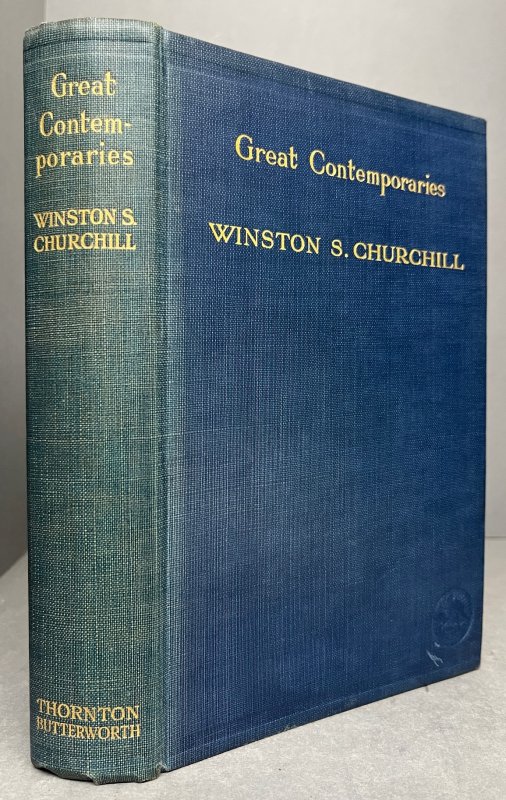 Great
Contem-
poraries
WINSTON S.
CHURCHILL
THORNTON
BUTTERWORTH
Great Contemporaries
WINSTON S. CHURCHILL